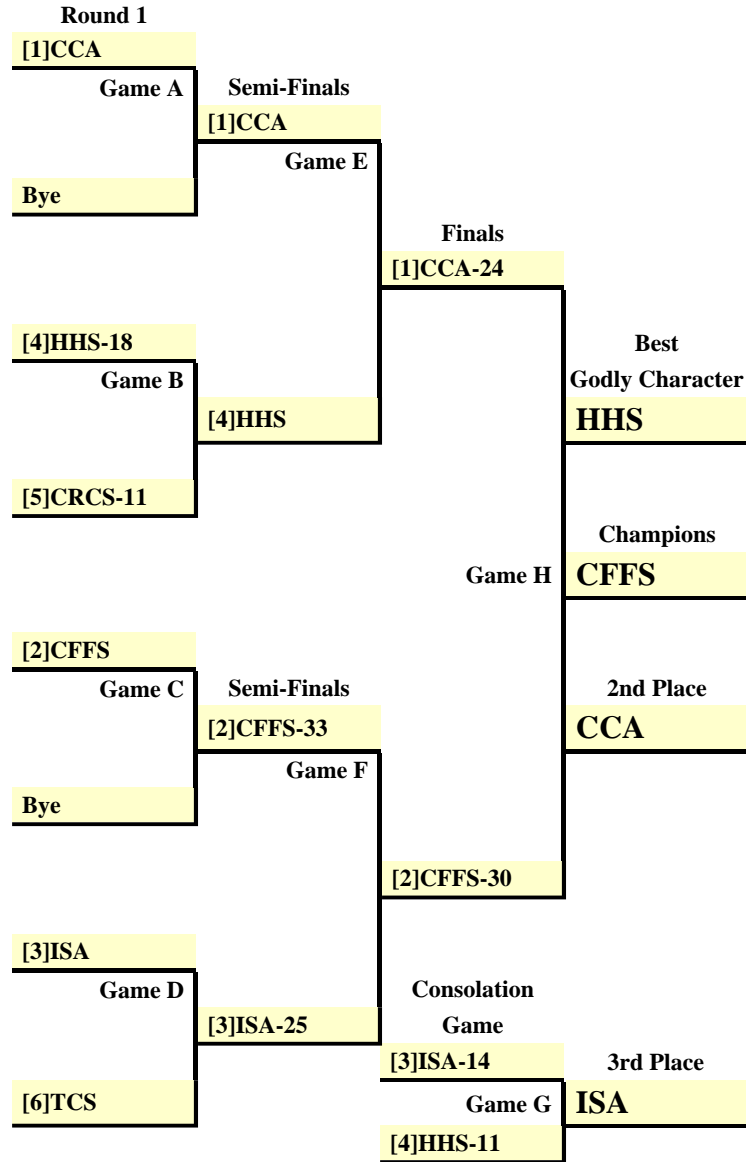 Round 1
[1]CCA
Game A
Semi-Finals
[1]CCA
Game E
Bye
Finals
[1]CCA-24
[4]HHS-18
Best
Game B
Godly Character
[4]HHS
HHS
[5]CRCS-11
Champions
Game H
CFFS
[2]CFFS
Game C
Semi-Finals
2nd Place
[2]CFFS-33
CCA
Game F
Bye
[2]CFFS-30
[3]ISA
Game D
Consolation
[3]ISA-25
Game
[3]ISA-14
3rd Place
[6]TCS
Game G
ISA
[4]HHS-11